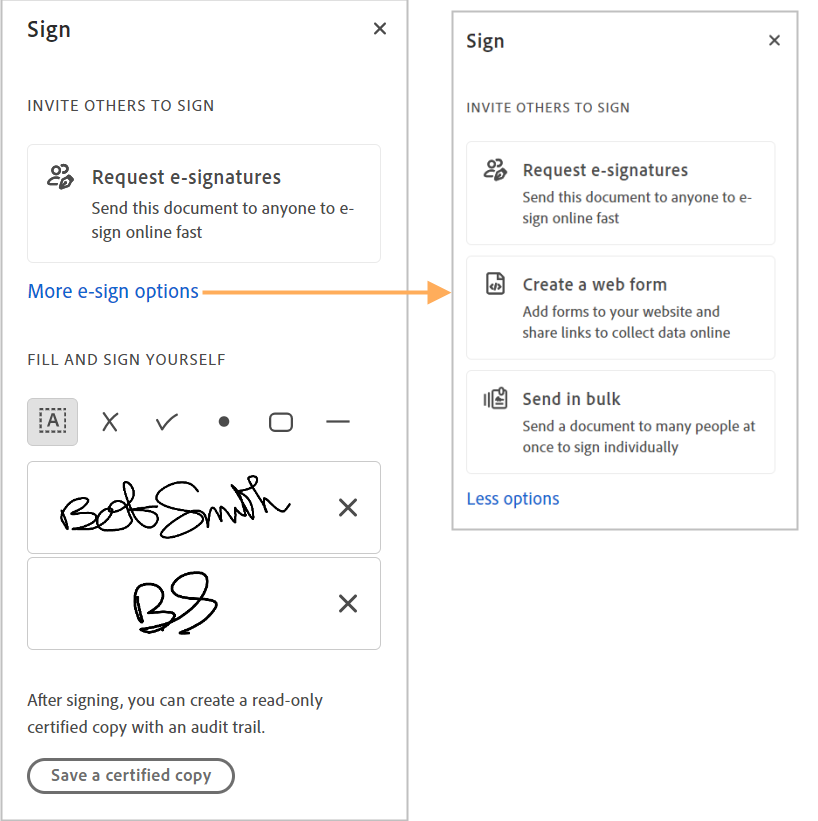 Sign
INVITE OTHERS TO SIGN
Request e-signatures
Send this document to anyone to e-
sign online fast
More e-sign options
FILL AND SIGN YOURSELF
A
Bob Smith
BS
After signing, you can create a read-only
certified copy with an audit trail.
Save a certified copy
Sign
INVITE OTHERS TO SIGN
Request e-signatures
Send this document to anyone to e-
sign online fast
Create a web form
Add forms to your website and
share links to collect data online
Send in bulk
Send a document to many people at
once to sign individually
Less options